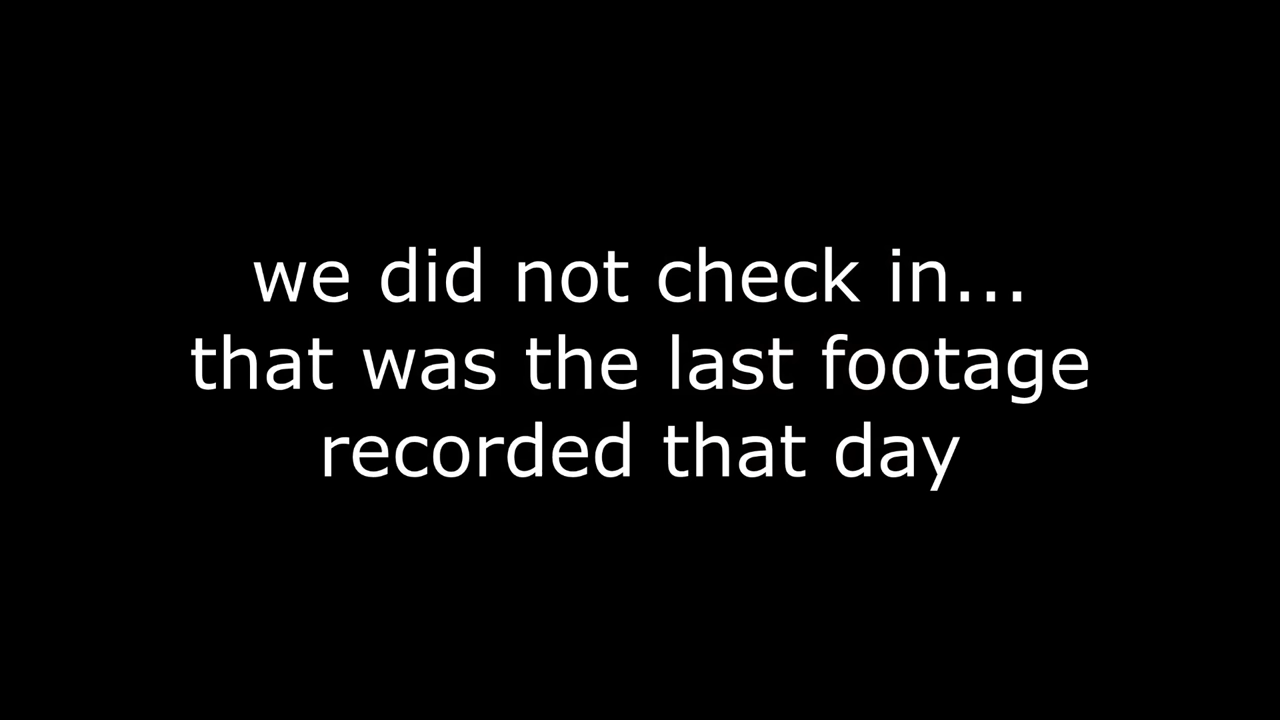 we did not check in...
that was the last footage
recorded that day